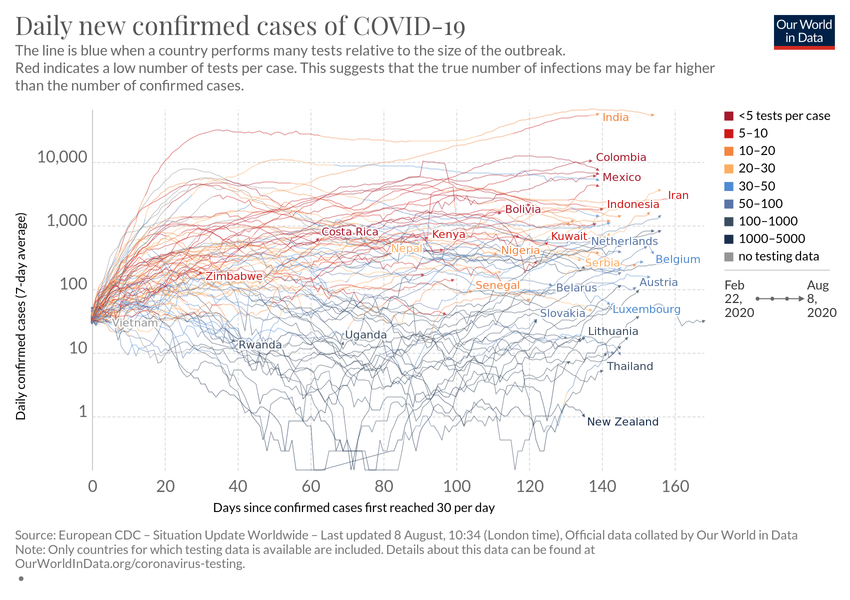 Daily new confirmed cases of COVID-19
Our World
in Data
The line is blue when a country performs many tests relative to the size of the outbreak.
Red indicates a low number of tests per case. This suggests that the true number of infections may be far higher
than the number of confirmed cases.
Daily confirmed cases (7-day average)
10,000
1,000
100
10
1
India
Colombia
Mexico
Iran
Indonesia
Bolivia
Costa Rica
Kenya
Kuwait
Netherlands
Nepal
Nigeria
Serbia
Belgium
Zimbabwe
Senegal
Belarus
Austria
Vietnam
Slovakia
Luxembourg
Uganda
Lithuania
Rwanda
Thailand
New Zealand
<5 tests per case
5–10
10–20
20–30
30–50
50–100
100–1000
1000–5000
no testing data
Feb
22,
2020
Aug
8,
2020
0
20
40
60
80
100
120
140
160
Days since confirmed cases first reached 30 per day
Source: European CDC – Situation Update Worldwide – Last updated 8 August, 10:34 (London time), Official data collated by Our World in Data
Note: Only countries for which testing data is available are included. Details about this data can be found at
OurWorldInData.org/coronavirus-testing.